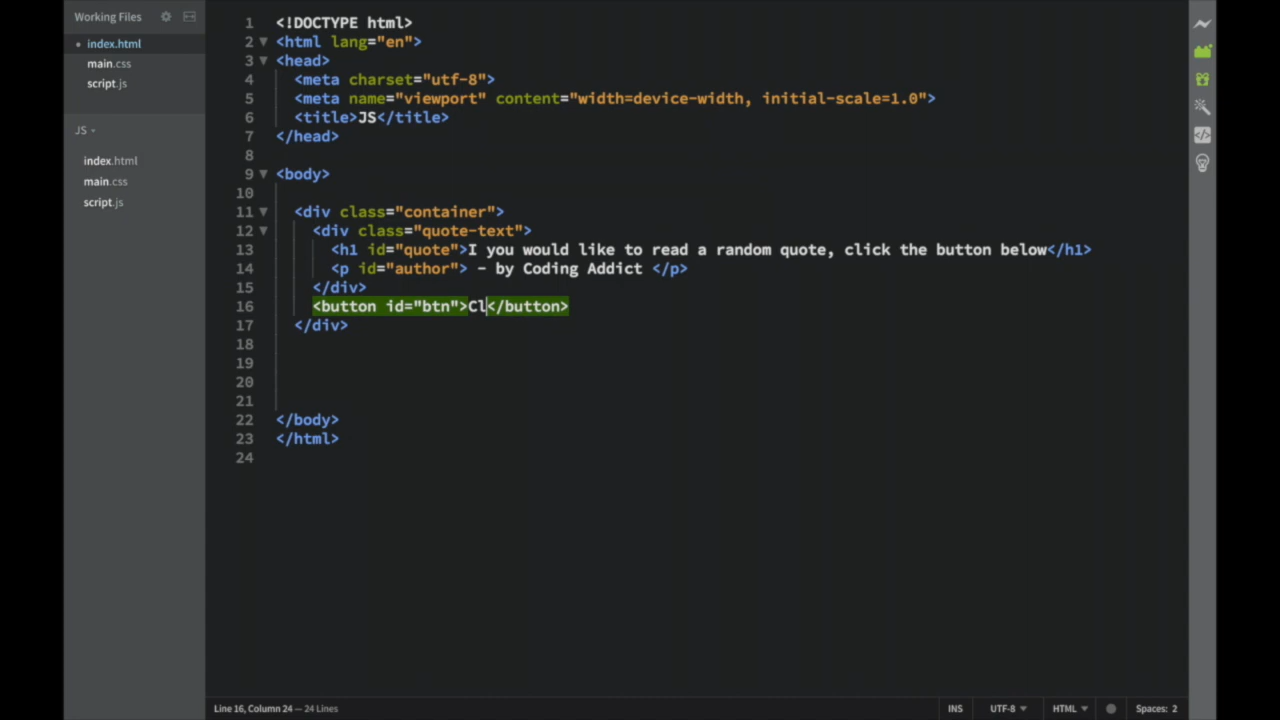 Working Files
index.html
main.css
script.js
JS
index.html
main.css
script.js
1 <!DOCTYPE html>
2 <html lang="en">
3 <head>
4 <meta charset="utf-8">
5 <meta name="viewport" content="width=device-width, initial-scale=1.0">
6 <title>JS</title>
7 </head>
8
9 <body>
10
11 <div class="container">
12 <div class="quote-text">
13 <h1 id="quote">I you would like to read a random quote, click the button below</h1>
14 <p id="author"> - by Coding Addict </p>
15 </div>
16 <button id="btn">Cl</button>
17 </div>
18
19
20
21
22 </body>
23 </html>
24
Line 16, Column 24 — 24 Lines
INS UTF-8 HTML Spaces: 2